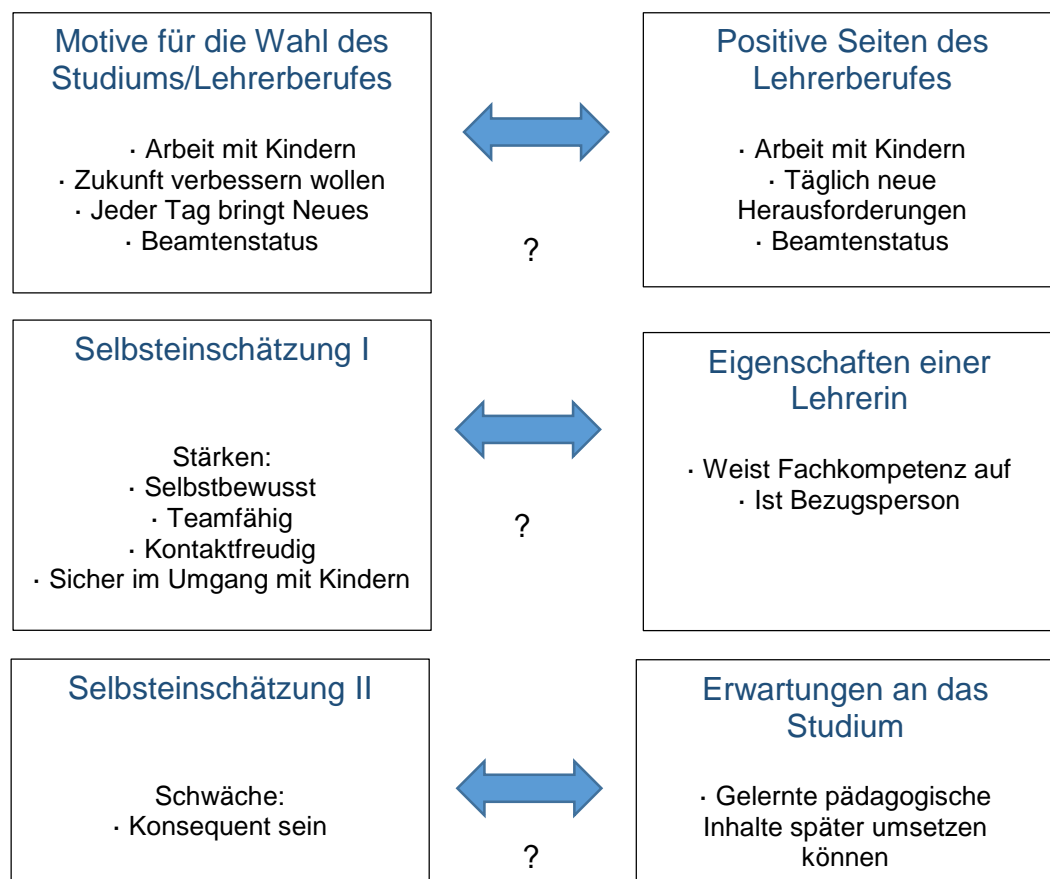 Motive für die Wahl des
Studiums/Lehrerberufes
· Arbeit mit Kindern
· Zukunft verbessern wollen
· Jeder Tag bringt Neues
· Beamtenstatus
?
Positive Seiten des
Lehrerberufes
· Arbeit mit Kindern
· Täglich neue
Herausforderungen
· Beamtenstatus
Selbsteinschätzung I
Stärken:
· Selbstbewusst
· Teamfähig
· Kontaktfreudig
· Sicher im Umgang mit Kindern
?
Eigenschaften einer
Lehrerin
· Weist Fachkompetenz auf
· Ist Bezugsperson
Selbsteinschätzung II
Schwäche:
· Konsequent sein
?
Erwartungen an das
Studium
· Gelernte pädagogische
Inhalte später umsetzen
können